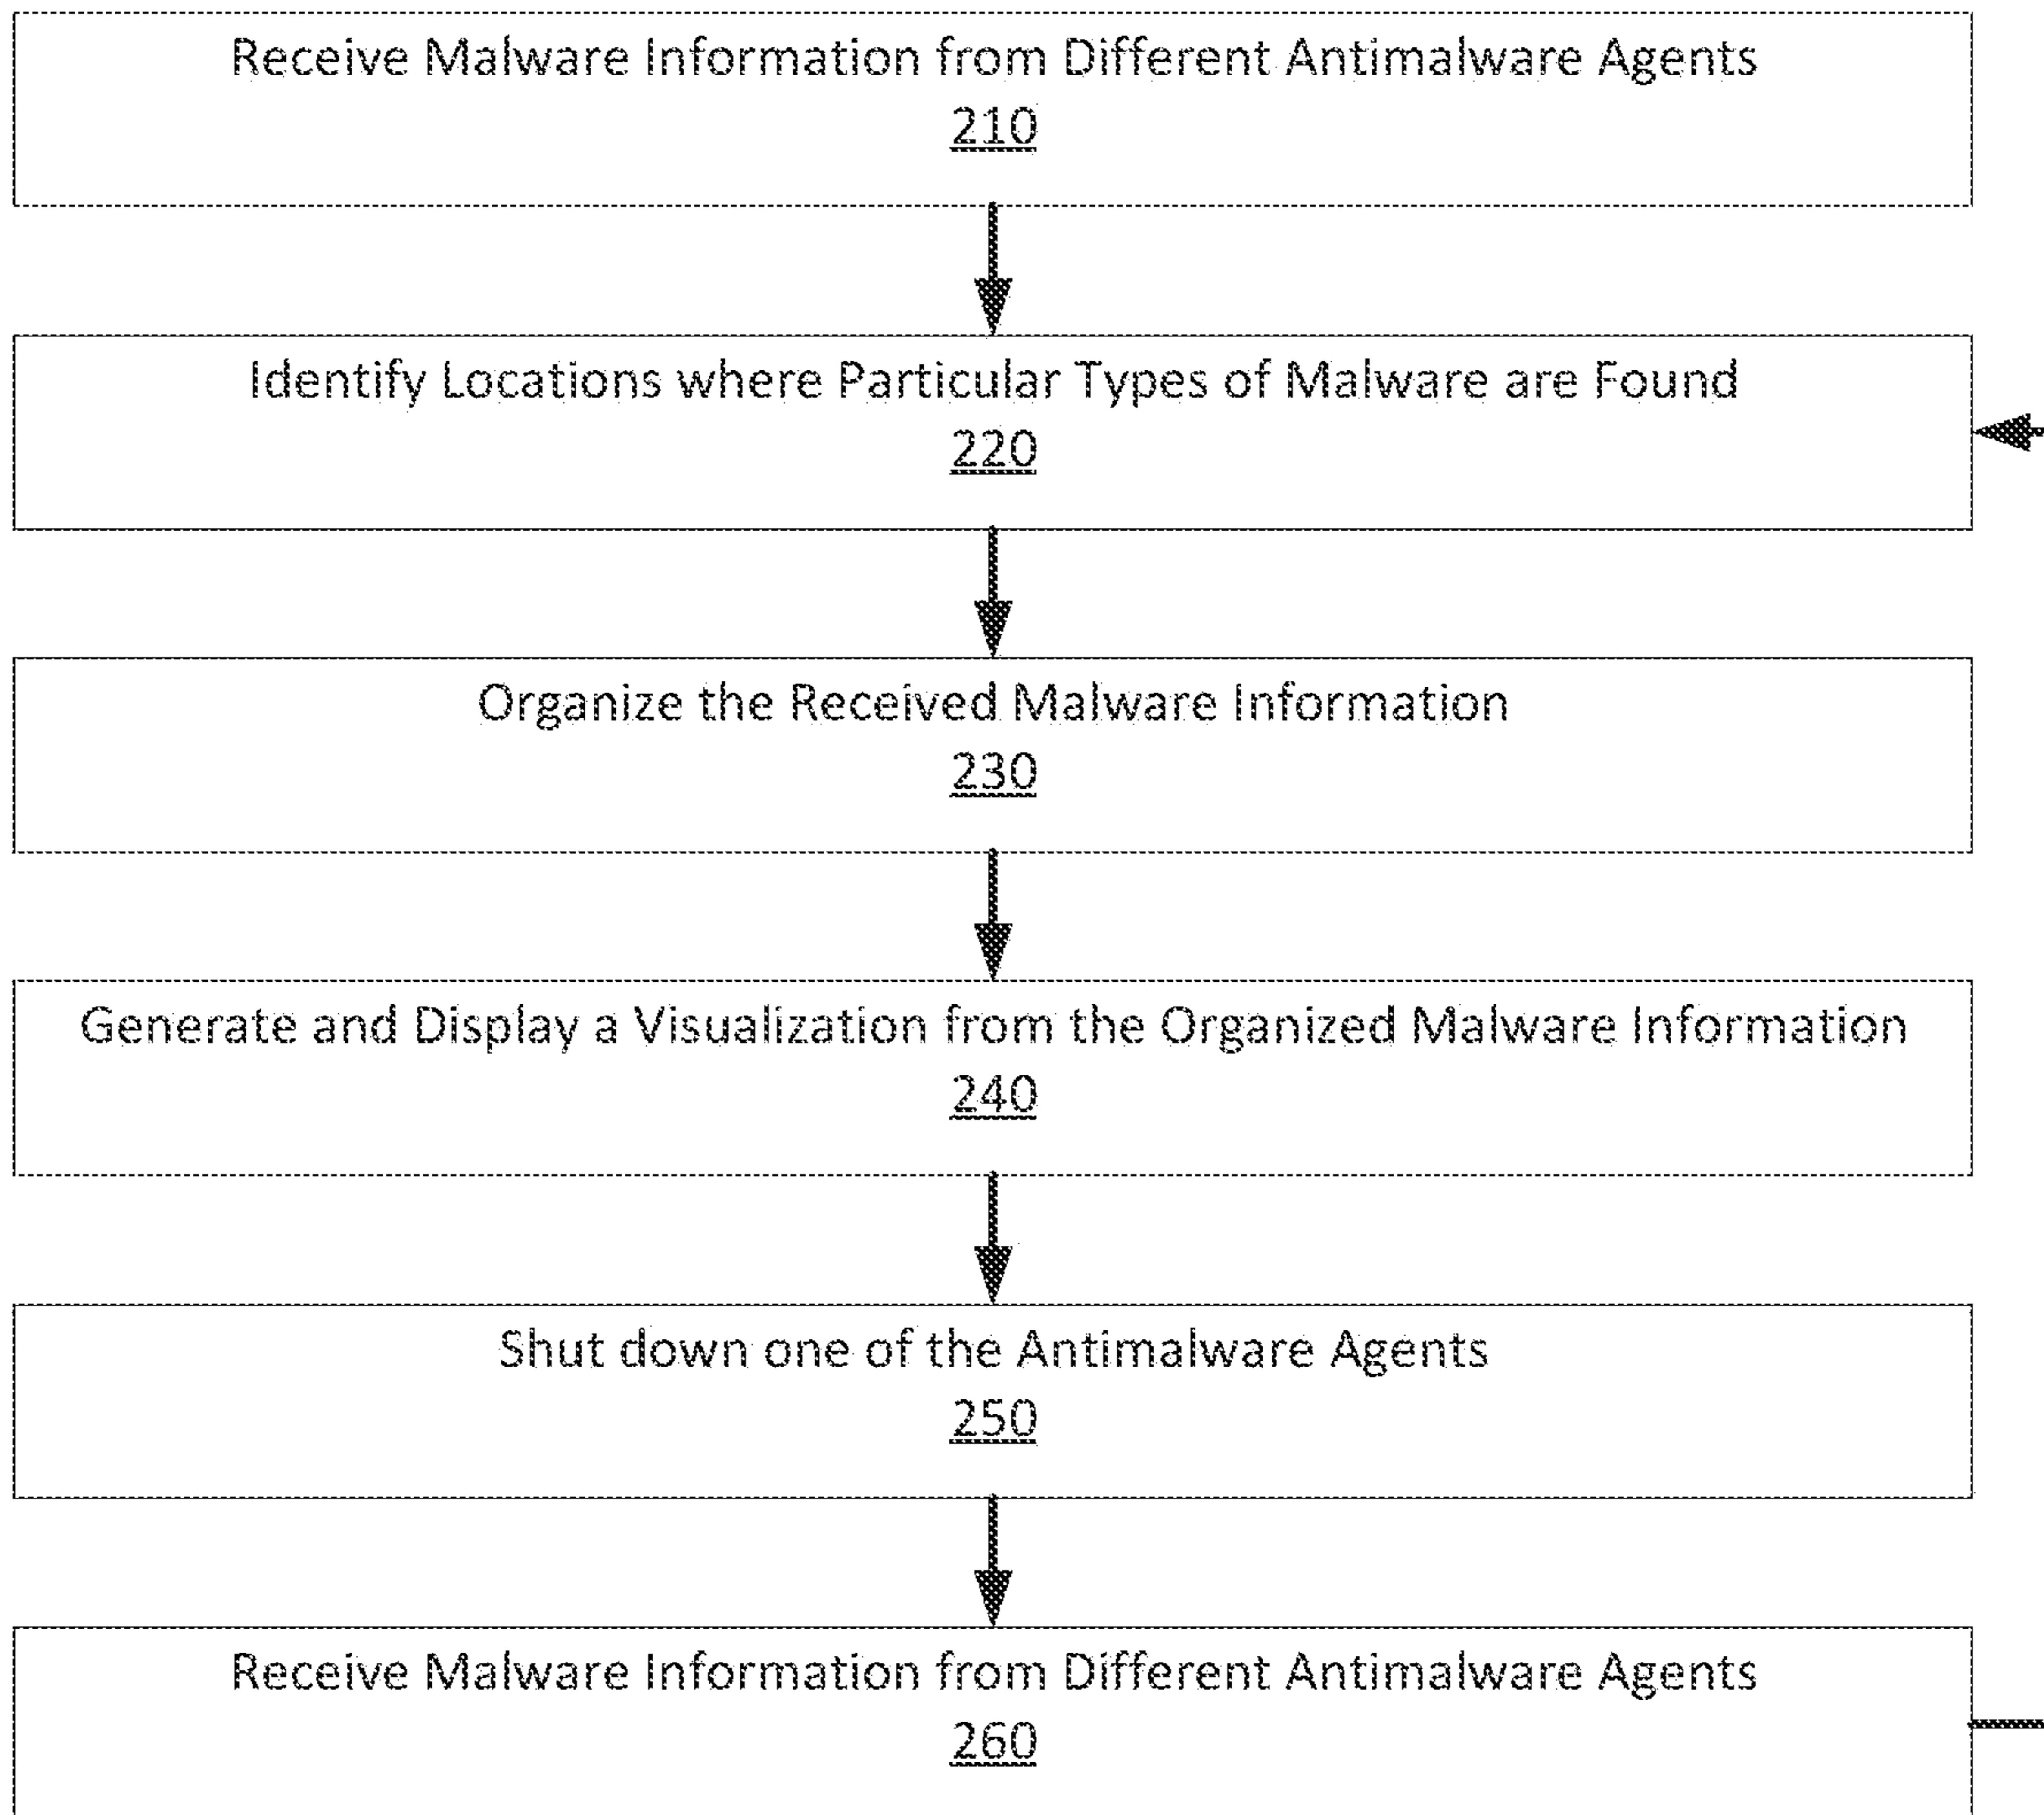 Receive Malware Information from Different Antimalware Agents
210
Identify Locations where Particular Types of Malware are Found
220
Organize the Received Malware Information
230
Generate and Display a Visualization from the Organized Malware Information
240
Shut down one of the Antimalware Agents
250
Receive Malware Information from Different Antimalware Agents
260